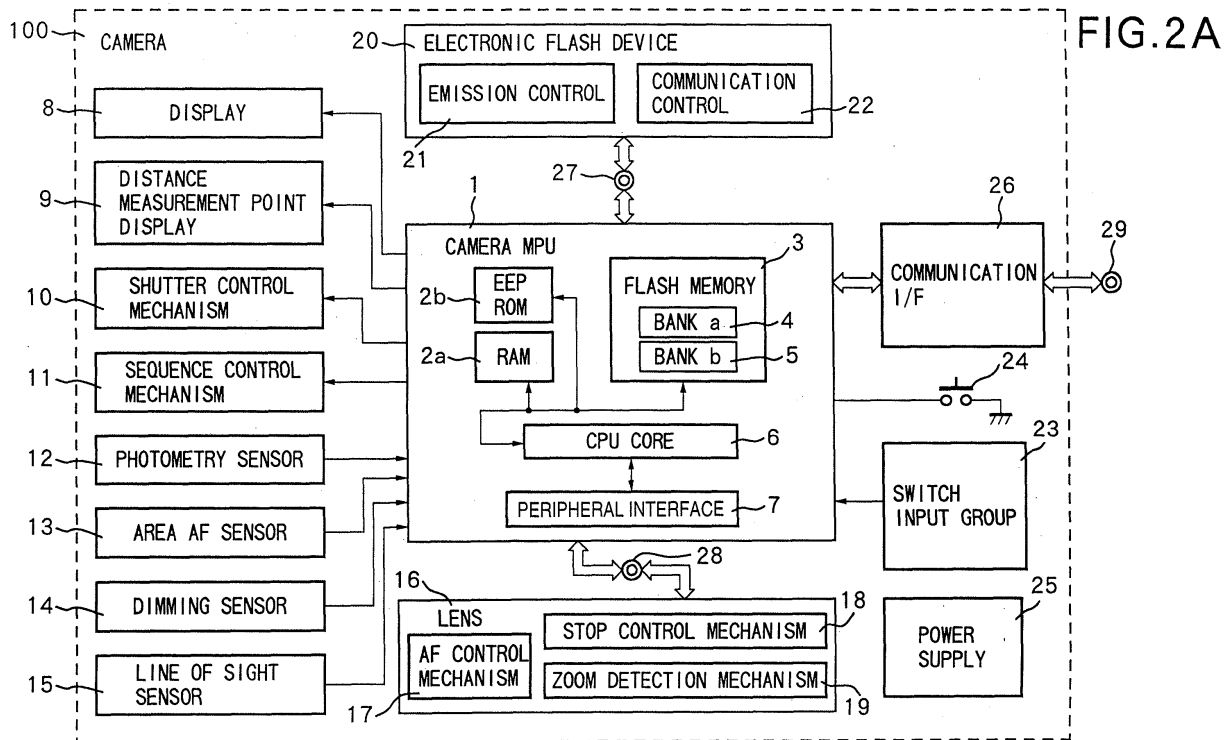 FIG.2A
100
CAMERA
20
ELECTRONIC FLASH DEVICE
EMISSION CONTROL
21
COMMUNICATION
CONTROL
22
8
DISPLAY
9
DISTANCE
MEASUREMENT POINT
DISPLAY
10
SHUTTER CONTROL
MECHANISM
11
SEQUENCE CONTROL
MECHANISM
12
PHOTOMETRY SENSOR
13
AREA AF SENSOR
14
DIMMING SENSOR
15
LINE OF SIGHT
SENSOR
27
1
CAMERA MPU
2b
EEP
ROM
2a
RAM
3
FLASH MEMORY
BANK a
4
BANK b
5
CPU CORE
6
PERIPHERAL INTERFACE
7
28
16
LENS
AF CONTROL
MECHANISM
17
STOP CONTROL MECHANISM
18
ZOOM DETECTION MECHANISM
19
26
COMMUNICATION
I/F
29
24
23
SWITCH
INPUT GROUP
25
POWER
SUPPLY